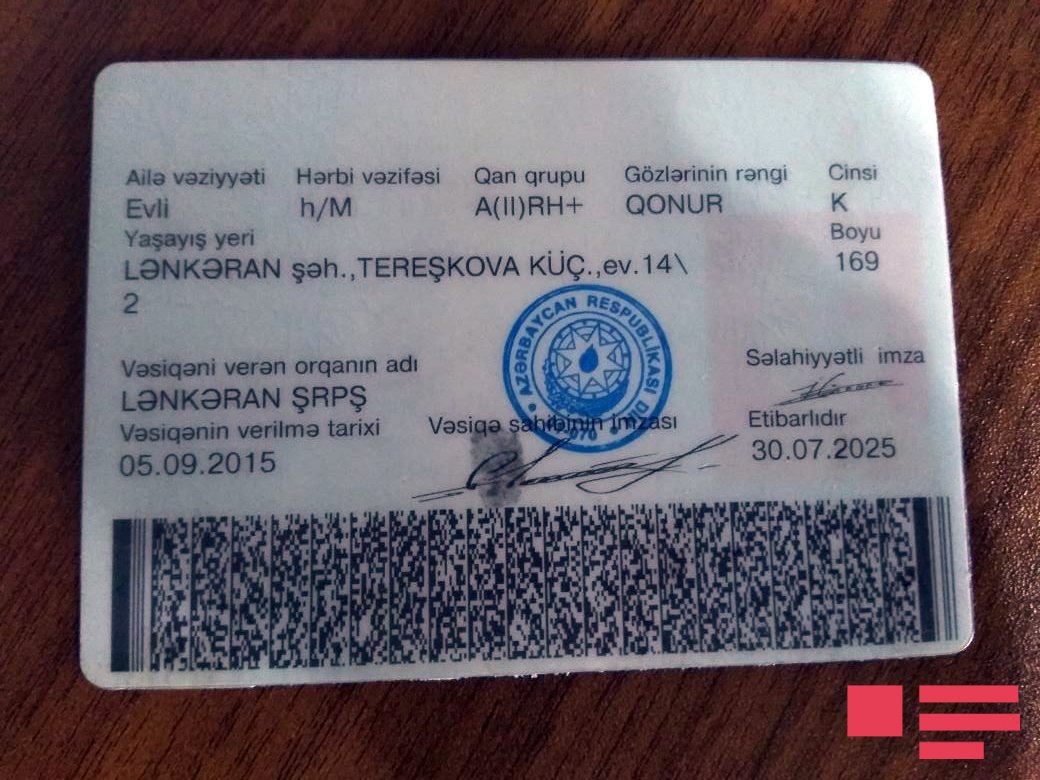 Ailə vəziyyəti Hərbi vəzifəsi Qan qrupu Gözlərinin rəngi Cinsi
Evli h/M A(II)RH+ QONUR K
Yaşayış yeri Boyu
LƏNKƏRAN şəh.,TEREŞKOVA KÜÇ.,ev.14\ 169
2
AZƏRBAYCAN RESPUBLİKASI DİN
070
Vəsiqəni verən orqanın adı Səlahiyyətli imza
LƏNKƏRAN ŞRPŞ
Vəsiqənin verilmə tarixi Vəsiqə sahibinin imzası Etibarlıdır
05.09.2015 30.07.2025